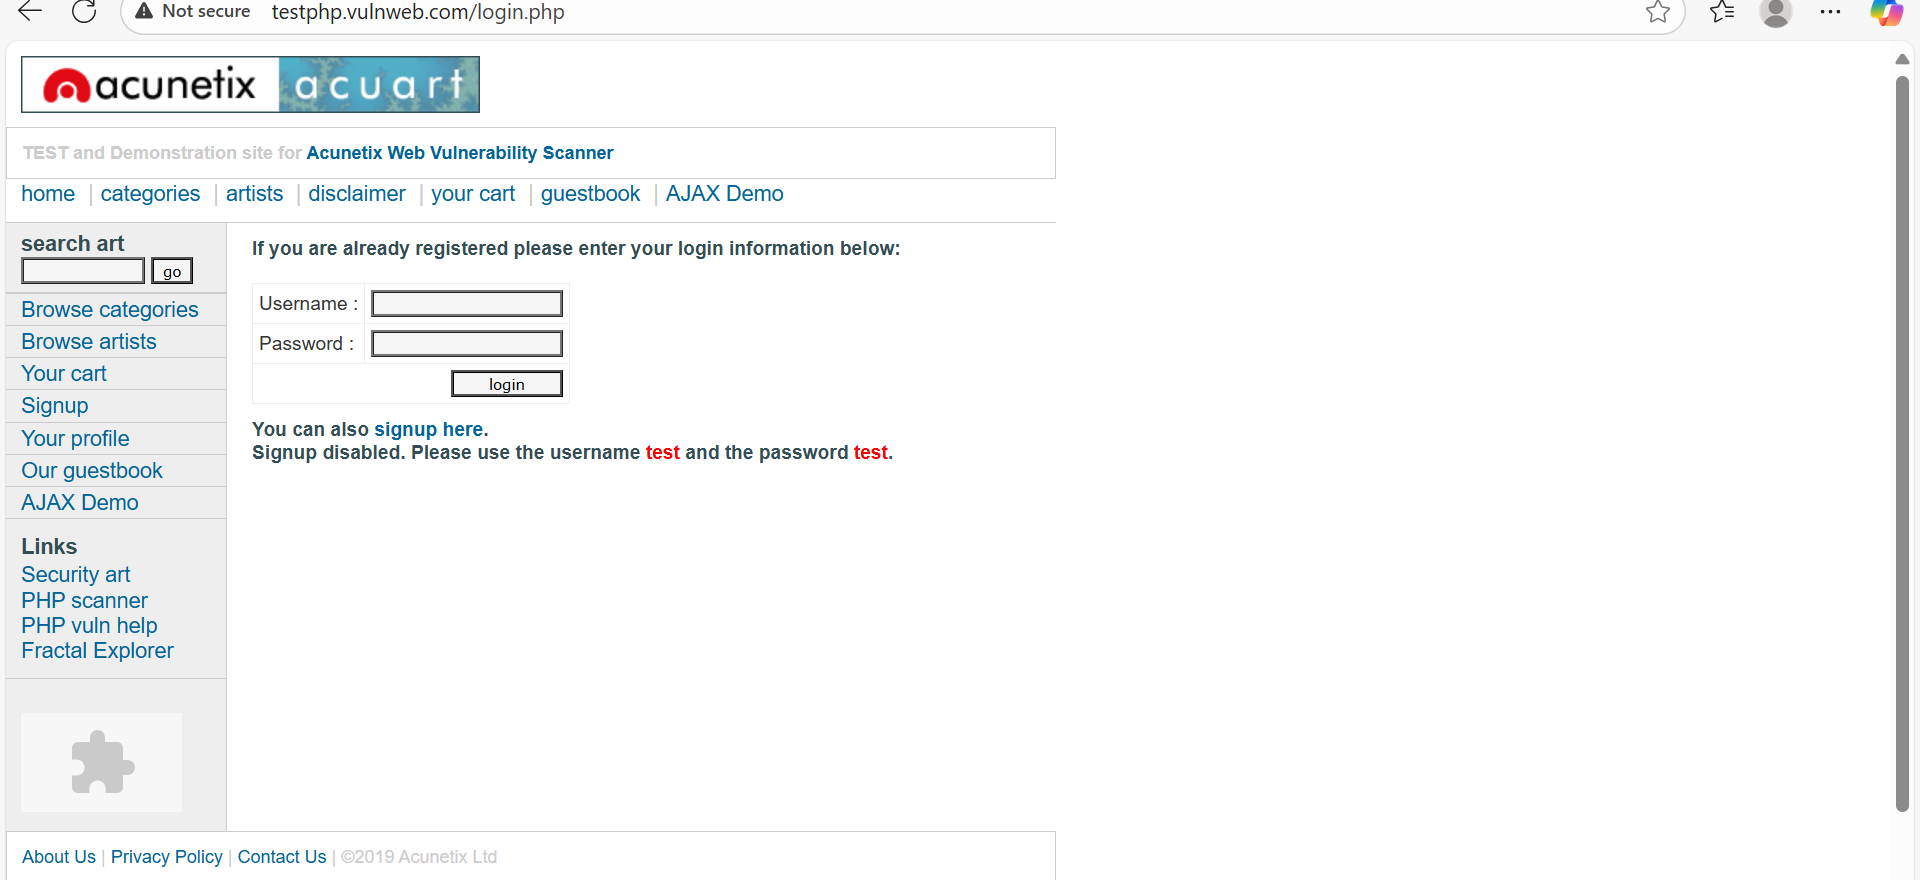 Not secure testphp.vulnweb.com/login.php
acunetix acuart
TEST and Demonstration site for Acunetix Web Vulnerability Scanner
home | categories | artists | disclaimer | your cart | guestbook | AJAX Demo
search art
go
Browse categories
Browse artists
Your cart
Signup
Your profile
Our guestbook
AJAX Demo
Links
Security art
PHP scanner
PHP vuln help
Fractal Explorer
If you are already registered please enter your login information below:
Username :
Password :
login
You can also signup here.
Signup disabled. Please use the username test and the password test.
About Us | Privacy Policy | Contact Us | ©2019 Acunetix Ltd